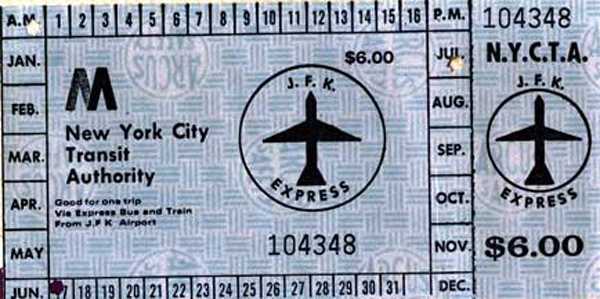 A.M. 1 2 3 4 5 6 7 8 9 10 11 12 13 14 15 16 P.M.
JAN.
FEB.
MAR.
APR.
MAY
JUN. 17 18 19 20 21 22 23 24 25 26 27 28 29 30 31 DEC.
M
New York City
Transit
Authority
Good for one trip
Via Express Bus and Train
From J.F K Airport
$6.00
J. F. K.
EXPRESS
104348
JUL.
AUG.
SEP.
OCT.
NOV.
104348
N.Y.C.T.A.
J. F. K.
EXPRESS
$6.00
ARCUS